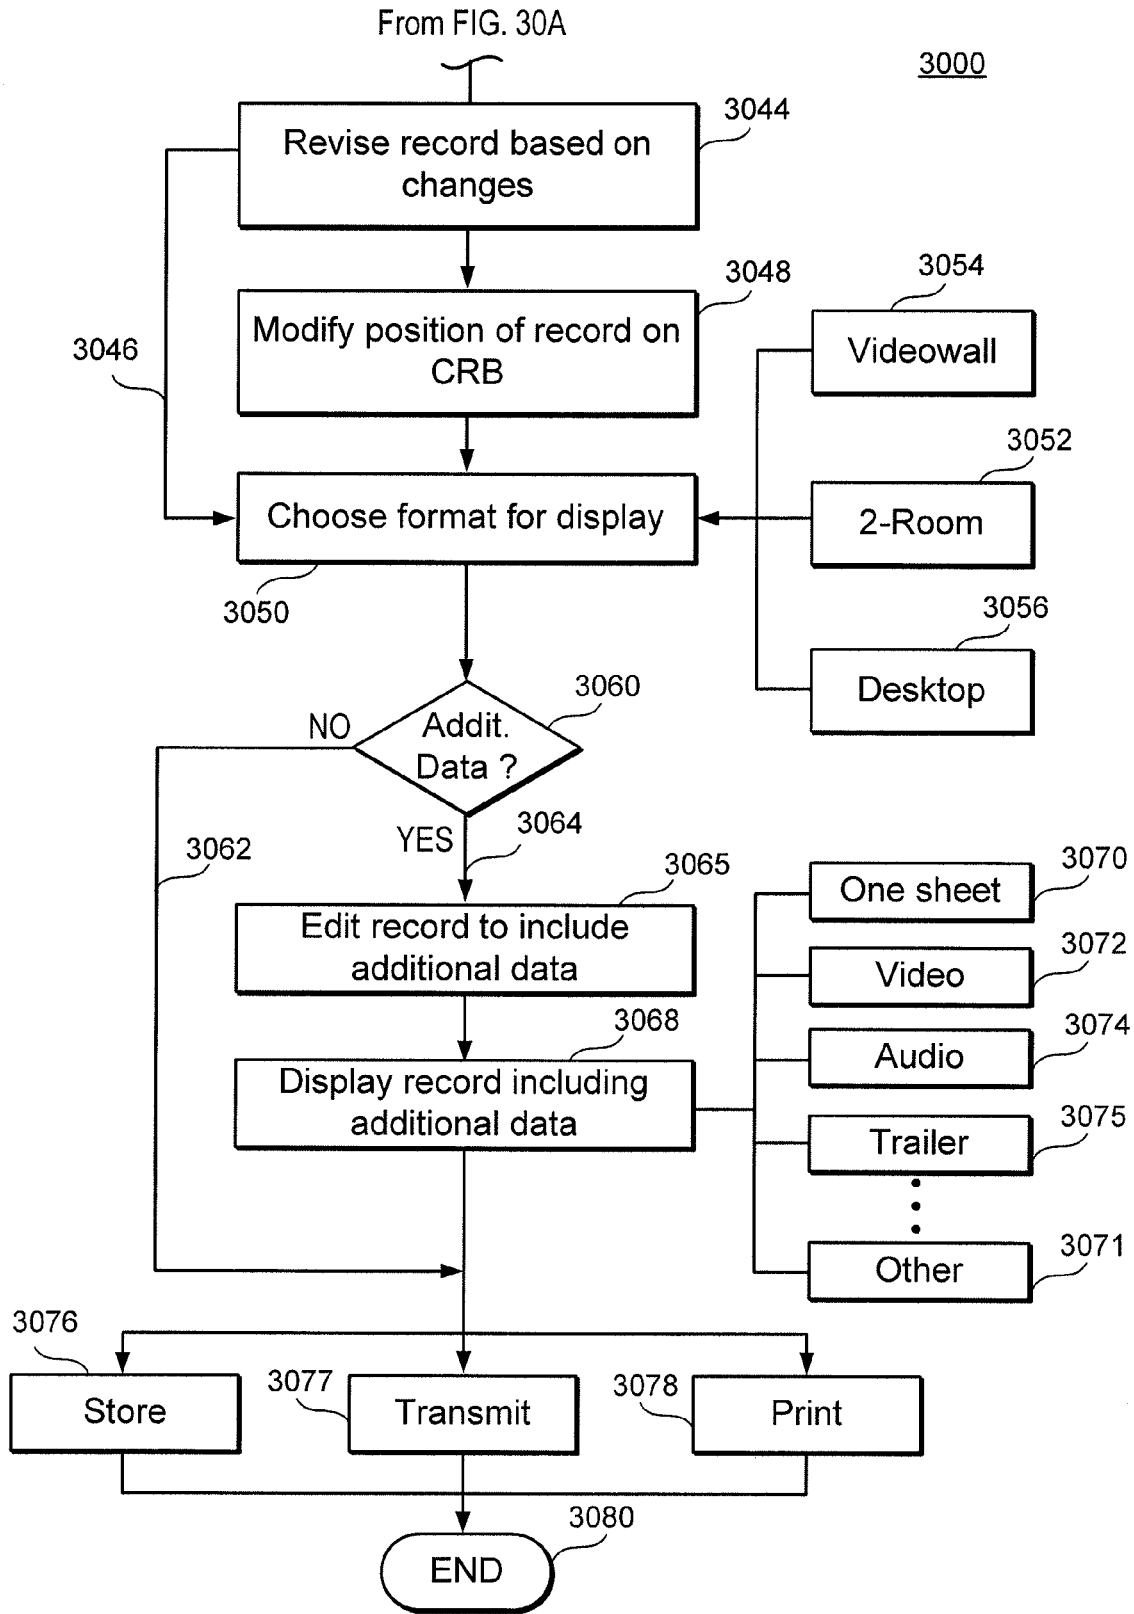 From FIG. 30A
3000
3044
Revise record based on
changes
3046
3048
Modify position of record on
CRB
3054
Videowall
3052
2-Room
Choose format for display
3050
3056
Desktop
3060
NO
Addit.
Data ?
YES
3064
3062
3065
Edit record to include
additional data
3068
Display record including
additional data
One sheet
3070
Video
3072
Audio
3074
Trailer
3075
Other
3071
3076
Store
3077
Transmit
3078
Print
3080
END